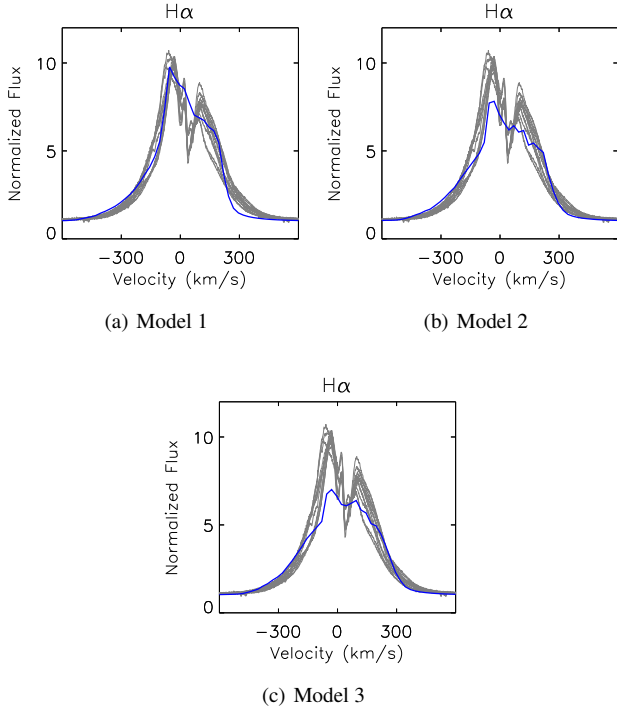 Hα
Normalized Flux
10
5
0
−300 0 300
Velocity (km/s)
(a) Model 1
Hα
Normalized Flux
10
5
0
−300 0 300
Velocity (km/s)
(b) Model 2
Hα
Normalized Flux
10
5
0
−300 0 300
Velocity (km/s)
(c) Model 3